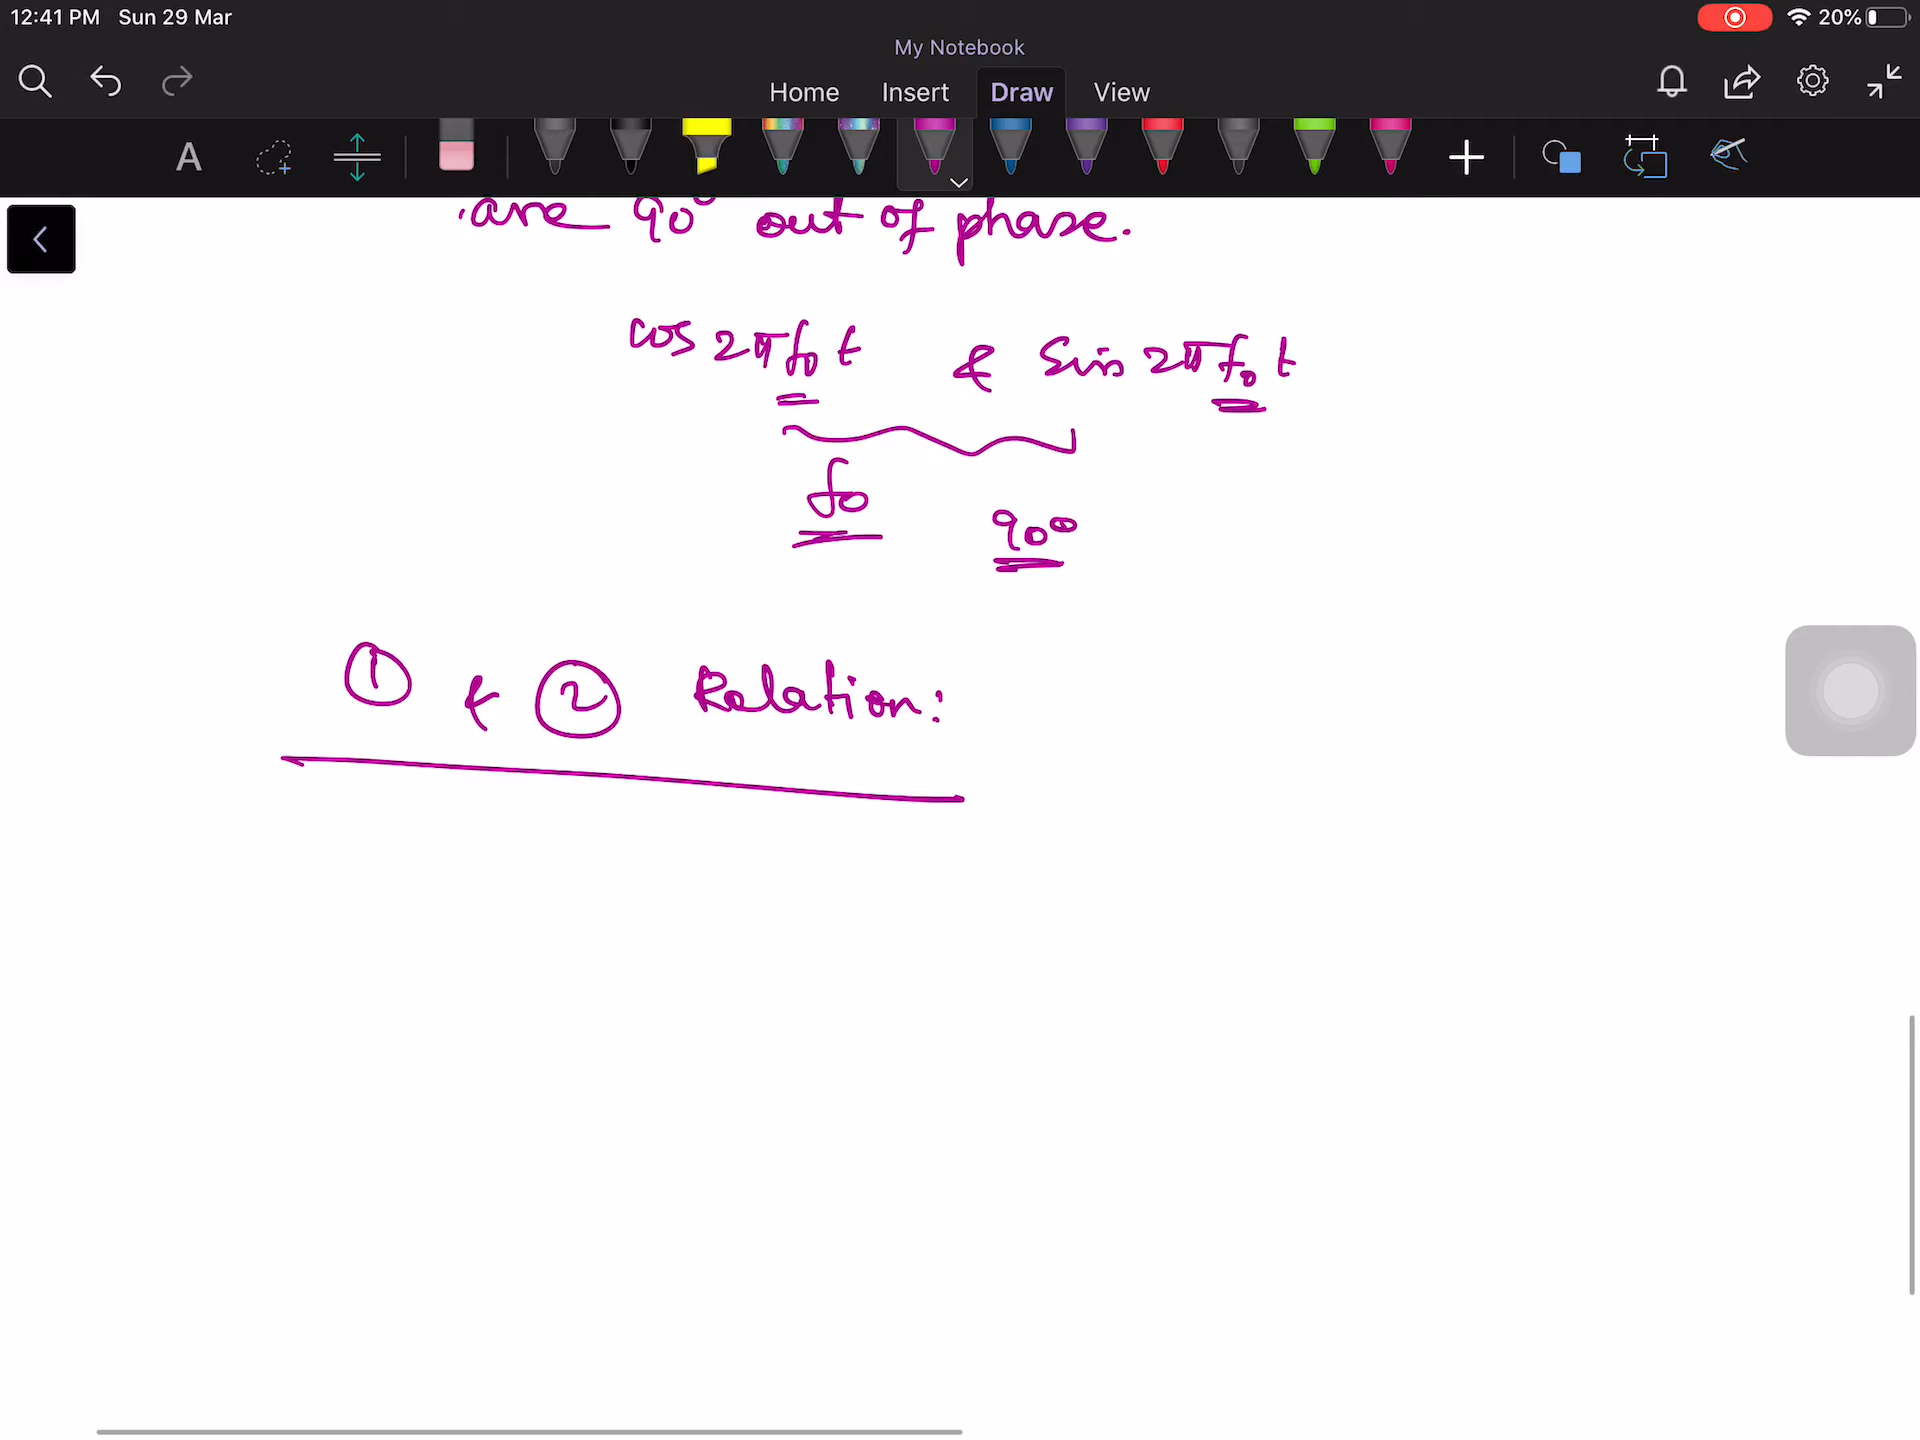 12:41 PM Sun 29 Mar 20%
My Notebook
Home Insert Draw View
A
are 90° out of phase.
cos 2πf₀t & Sin 2πf₀t
f₀ 90°
① & ② Relation: